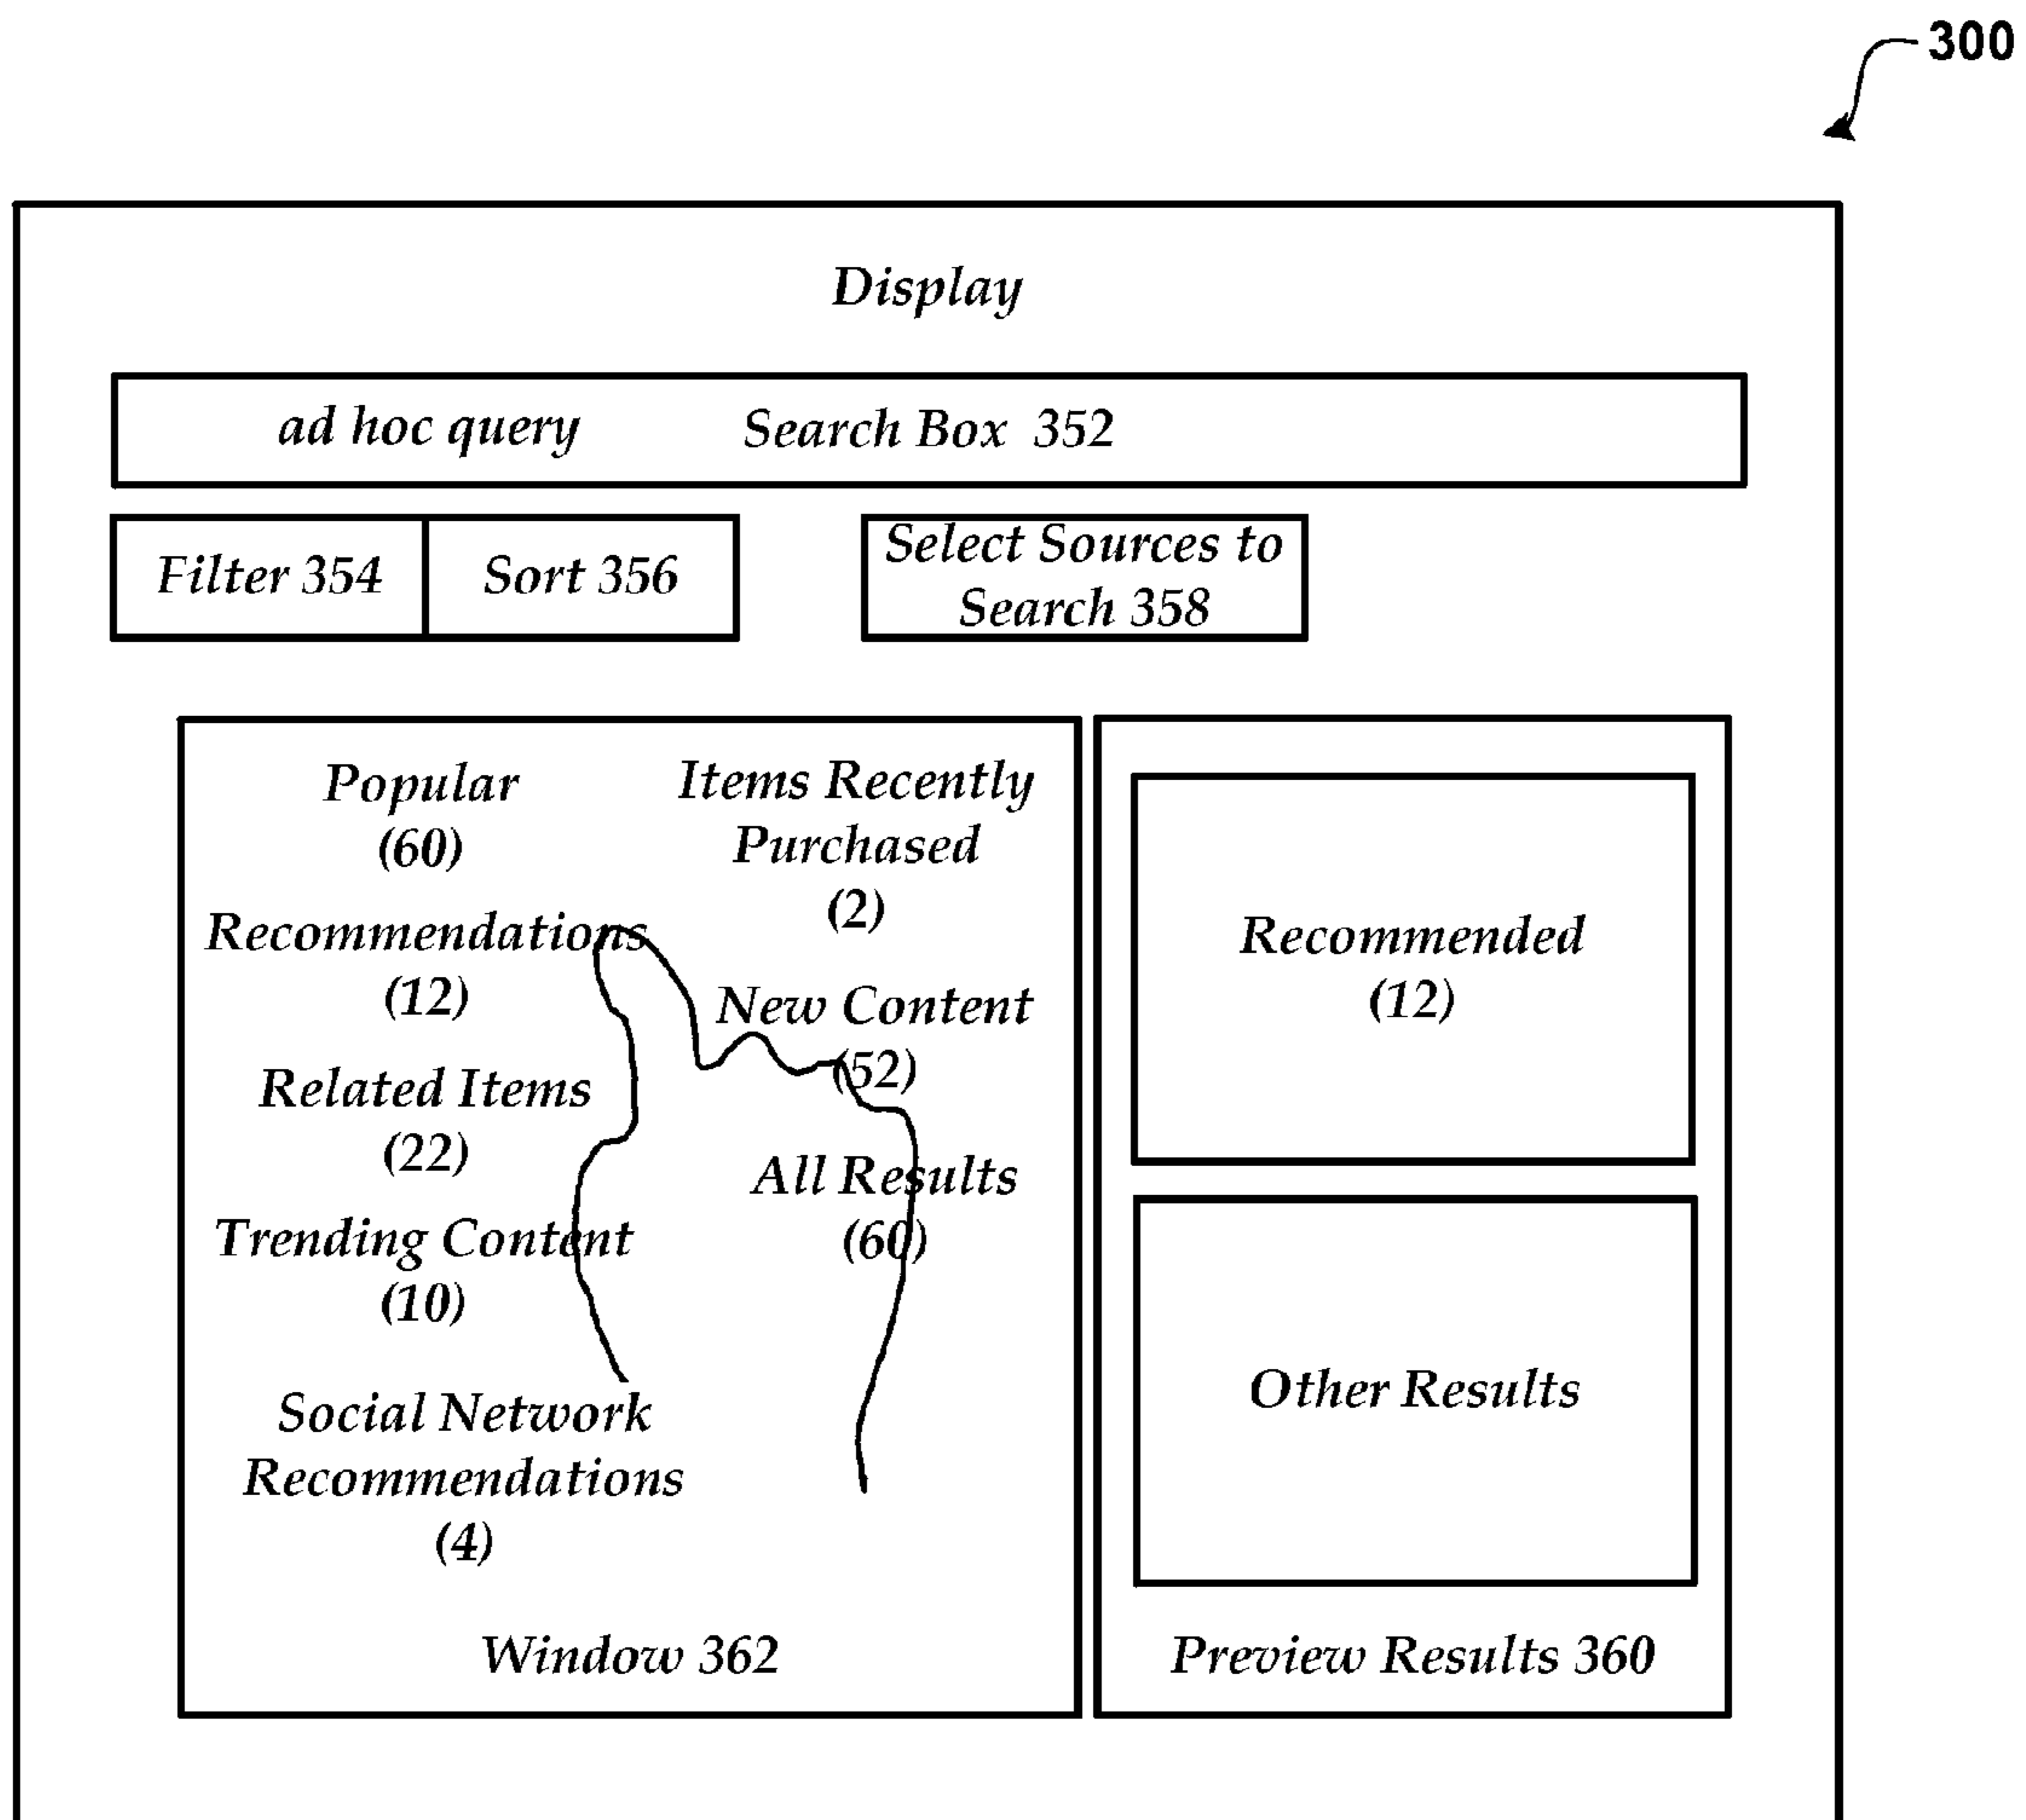 300
Display
ad hoc query Search Box 352
Filter 354 Sort 356
Select Sources to
Search 358
Popular
(60)
Recommendations
(12)
Related Items
(22)
Trending Content
(10)
Social Network
Recommendations
(4)
Items Recently
Purchased
(2)
New Content
(52)
All Results
(60)
Window 362
Recommended
(12)
Other Results
Preview Results 360